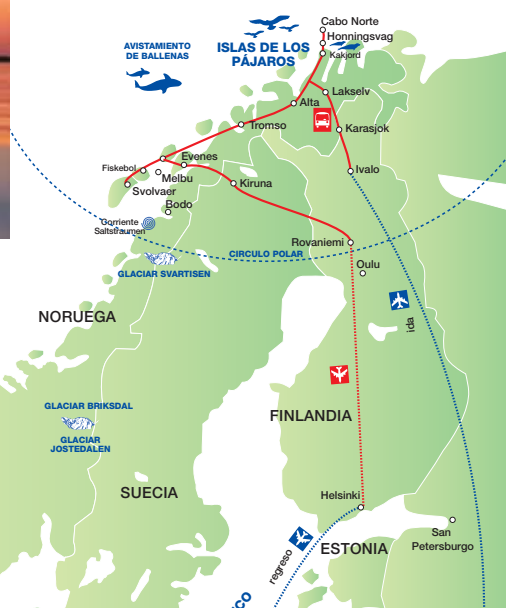 Cabo Norte
Honningsvag
Kakjord
ISLAS DE LOS
PÁJAROS
AVISTAMIENTO
DE BALLENAS
Lakselv
Alta
Tromso
Karasjok
Evenes
Fiskebol
Melbu
Ivalo
Svolvaer
Kiruna
Bodo
Corriente
Saltstraumen
Rovaniemi
CIRCULO POLAR
Oulu
GLACIAR SVARTISEN
ida
NORUEGA
GLACIAR BRIKSDAL
GLACIAR
JOSTEDALEN
FINLANDIA
SUECIA
Helsinki
San
Petersburgo
ESTONIA
regreso
CO